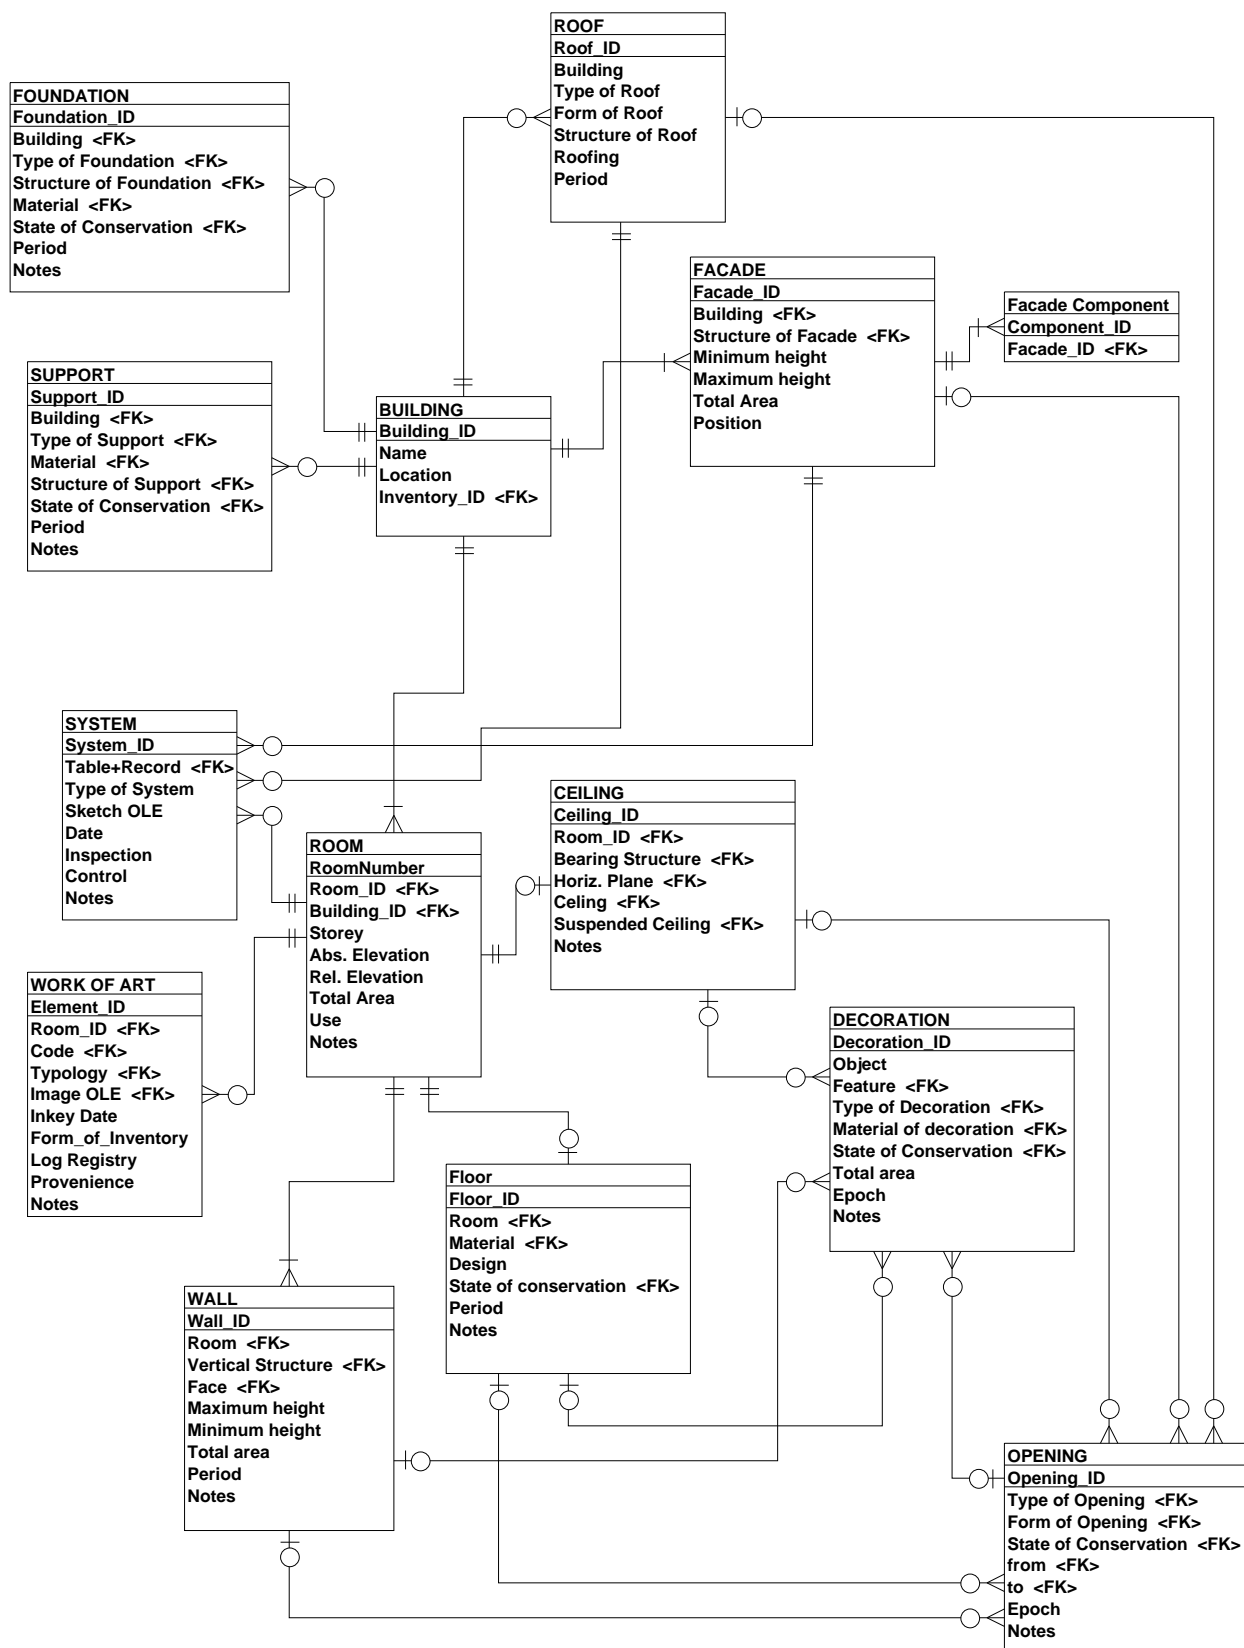 ROOF
Roof_ID
Building
Type of Roof
Form of Roof
Structure of Roof
Roofing
Period
FOUNDATION
Foundation_ID
Building <FK>
Type of Foundation <FK>
Structure of Foundation <FK>
Material <FK>
State of Conservation <FK>
Period
Notes
FACADE
Facade_ID
Building <FK>
Structure of Facade <FK>
Minimum height
Maximum height
Total Area
Position
Facade Component
Component_ID
Facade_ID <FK>
SUPPORT
Support_ID
Building <FK>
Type of Support <FK>
Material <FK>
Structure of Support <FK>
State of Conservation <FK>
Period
Notes
BUILDING
Building_ID
Name
Location
Inventory_ID <FK>
SYSTEM
System_ID
Table+Record <FK>
Type of System
Sketch OLE
Date
Inspection
Control
Notes
CEILING
Ceiling_ID
Room_ID <FK>
Bearing Structure <FK>
Horiz. Plane <FK>
Celing <FK>
Suspended Ceiling <FK>
Notes
ROOM
RoomNumber
Room_ID <FK>
Building_ID <FK>
Storey
Abs. Elevation
Rel. Elevation
Total Area
Use
Notes
WORK OF ART
Element_ID
Room_ID <FK>
Code <FK>
Typology <FK>
Image OLE <FK>
Inkey Date
Form_of_Inventory
Log Registry
Provenience
Notes
DECORATION
Decoration_ID
Object
Feature <FK>
Type of Decoration <FK>
Material of decoration <FK>
State of Conservation <FK>
Total area
Epoch
Notes
Floor
Floor_ID
Room <FK>
Material <FK>
Design
State of conservation <FK>
Period
Notes
WALL
Wall_ID
Room <FK>
Vertical Structure <FK>
Face <FK>
Maximum height
Minimum height
Total area
Period
Notes
OPENING
Opening_ID
Type of Opening <FK>
Form of Opening <FK>
State of Conservation <FK>
from <FK>
to <FK>
Epoch
Notes